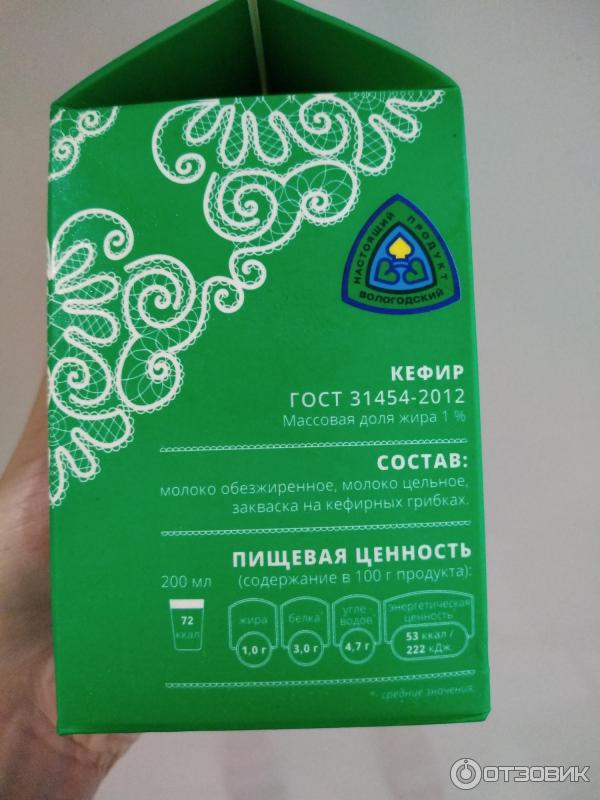 НАСТОЯЩИЙ ПРОДУКТ
ВОЛОГОДСКИЙ
КЕФИР
ГОСТ 31454-2012
Массовая доля жира 1 %
СОСТАВ:
молоко обезжиренное, молоко цельное,
закваска на кефирных грибках.
ПИЩЕВАЯ ЦЕННОСТЬ
200 мл (содержание в 100 г продукта):
72
ккал
жира
1,0 г
белка
3,0 г
угле-
водов*
4,7 г
энергетическая
ценность
53 ккал /
222 кДж
*- средние значения
ОТЗОВИК